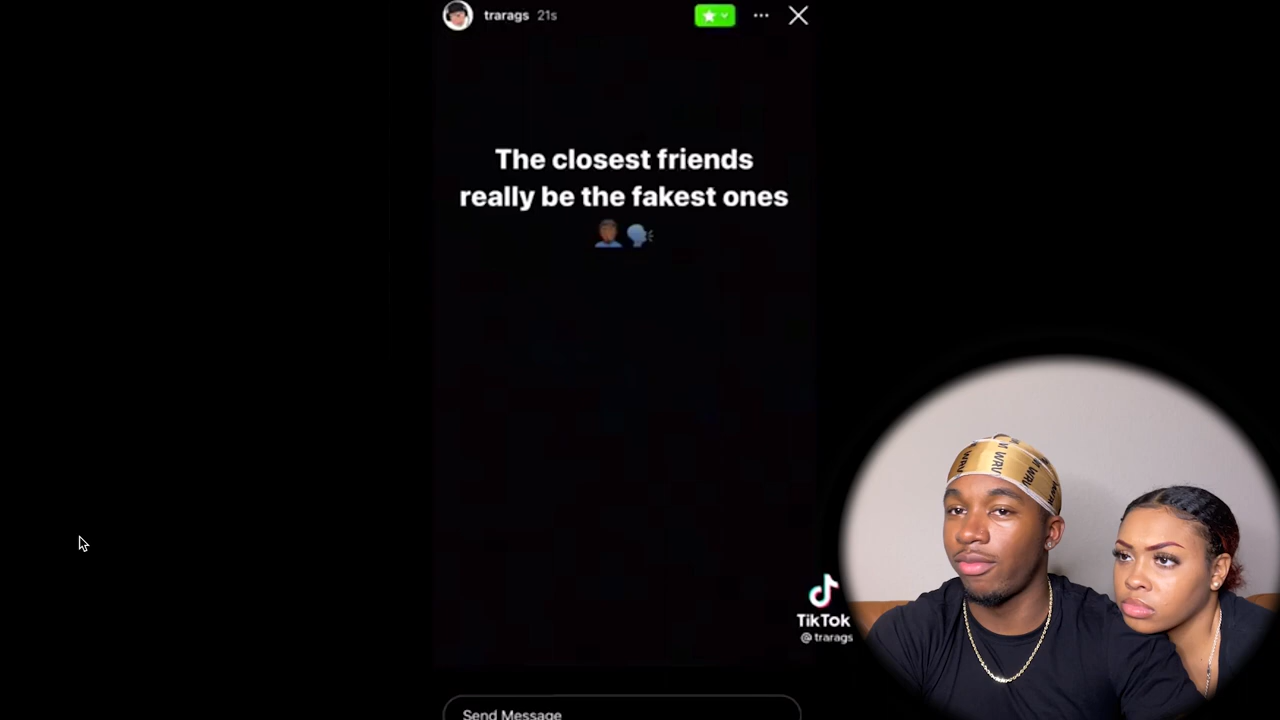 trarags 21s
The closest friends
really be the fakest ones
TikTok
@trarags
Send Message